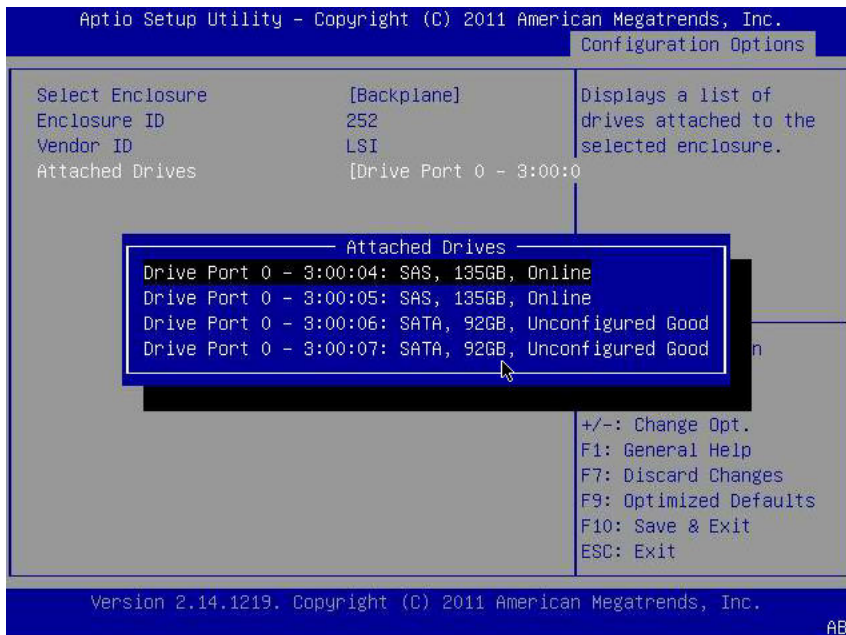 Aptio Setup Utility – Copyright (C) 2011 American Megatrends, Inc.
Configuration Options
Select Enclosure [Backplane]
Enclosure ID 252
Vendor ID LSI
Attached Drives [Drive Port 0 – 3:00:0
Displays a list of
drives attached to the
selected enclosure.
Attached Drives
Drive Port 0 – 3:00:04: SAS, 135GB, Online
Drive Port 0 – 3:00:05: SAS, 135GB, Online
Drive Port 0 – 3:00:06: SATA, 92GB, Unconfigured Good
Drive Port 0 – 3:00:07: SATA, 92GB, Unconfigured Good
n
+/-: Change Opt.
F1: General Help
F7: Discard Changes
F9: Optimized Defaults
F10: Save & Exit
ESC: Exit
Version 2.14.1219. Copyright (C) 2011 American Megatrends, Inc.
AB